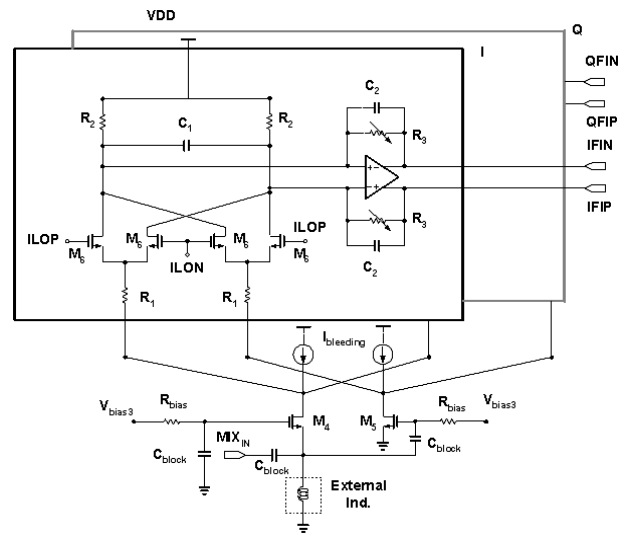 VDD
Q
I
QFIN
QFIP
IFIN
IFIP
C2
R2
C1
R2
R3
R3
C2
ILOP
ILOP
M6
M6
M6
M6
ILON
R1
R1
Ibleeding
Vbias3
Rbias
M4
M5
Rbias
Vbias3
MIXIN
Cblock
Cblock
Cblock
External
Ind.